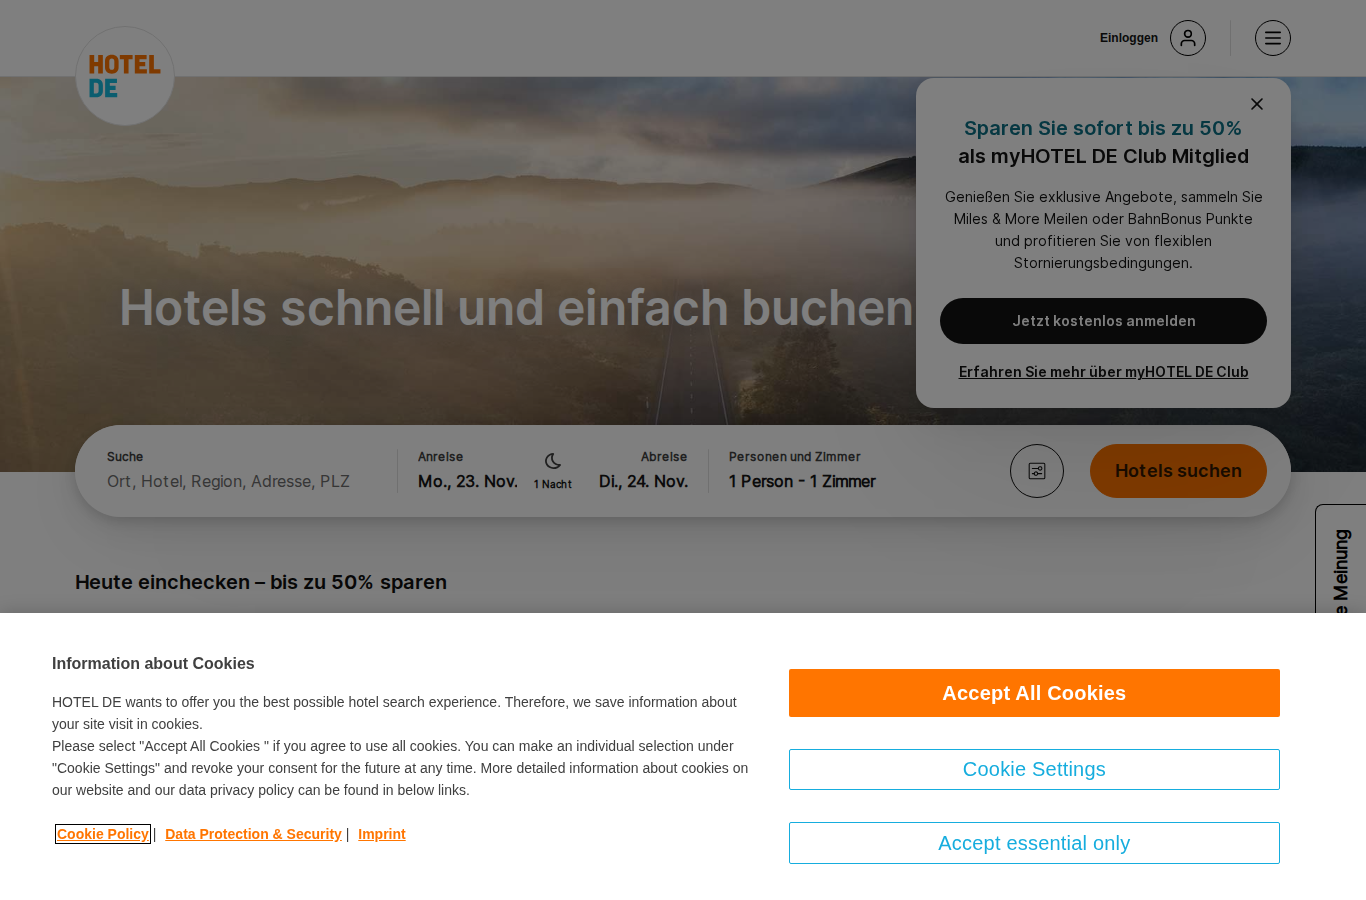 Einloggen
HOTEL
DE
Sparen Sie sofort bis zu 50%
als myHOTEL DE Club Mitglied
Genießen Sie exklusive Angebote, sammeln Sie
Miles & More Meilen oder BahnBonus Punkte
und profitieren Sie von flexiblen
Stornierungsbedingungen.
Jetzt kostenlos anmelden
Erfahren Sie mehr über myHOTEL DE Club
Hotels schnell und einfach buchen
Suche
Ort, Hotel, Region, Adresse, PLZ
Anreise
Mo., 23. Nov.
1 Nacht
Abreise
Di., 24. Nov.
Personen und Zimmer
1 Person - 1 Zimmer
Hotels suchen
Heute einchecken – bis zu 50% sparen
Meinung
Information about Cookies
HOTEL DE wants to offer you the best possible hotel search experience. Therefore, we save information about
your site visit in cookies.
Please select "Accept All Cookies " if you agree to use all cookies. You can make an individual selection under
"Cookie Settings" and revoke your consent for the future at any time. More detailed information about cookies on
our website and our data privacy policy can be found in below links.
Cookie Policy | Data Protection & Security | Imprint
Accept All Cookies
Cookie Settings
Accept essential only